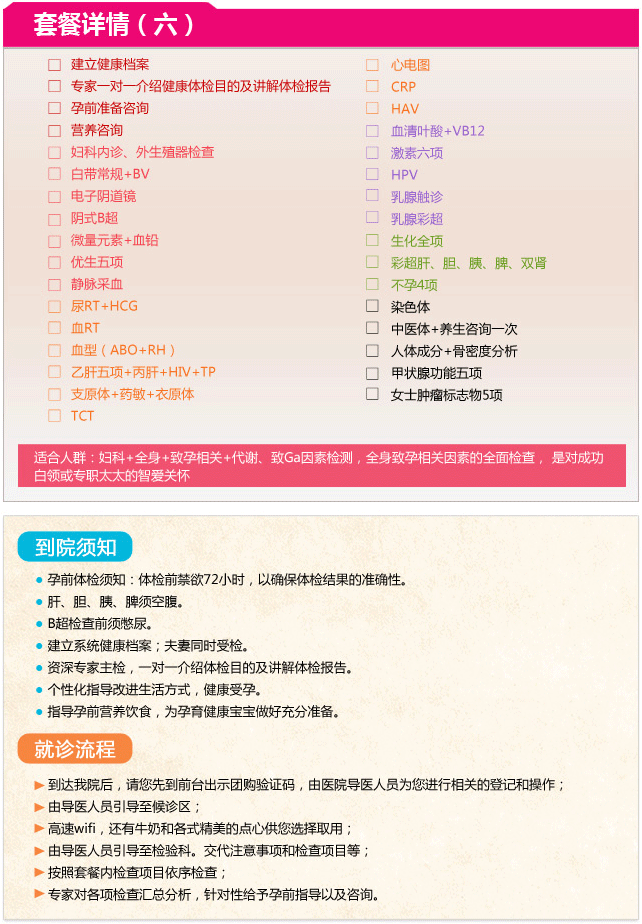 套餐详情（六）
建立健康档案
专家一对一介绍健康体检目的及讲解体检报告
孕前准备咨询
营养咨询
妇科内诊、外生殖器检查
白带常规+BV
电子阴道镜
阴式B超
微量元素+血铅
优生五项
静脉采血
尿RT+HCG
血RT
血型（ABO+RH）
乙肝五项+丙肝+HIV+TP
支原体+药敏+衣原体
TCT
心电图
CRP
HAV
血清叶酸+VB12
激素六项
HPV
乳腺触诊
乳腺彩超
生化全项
彩超肝、胆、胰、脾、双肾
不孕4项
染色体
中医体+养生咨询一次
人体成分+骨密度分析
甲状腺功能五项
女士肿瘤标志物5项
适合人群：妇科+全身+致孕相关+代谢、致Ga因素检测，全身致孕相关因素的全面检查， 是对成功
白领或专职太太的智爱关怀
到院须知
孕前体检须知：体检前禁欲72小时，以确保体检结果的准确性。
肝、胆、胰、脾须空腹。
B超检查前须憋尿。
建立系统健康档案；夫妻同时受检。
资深专家主检，一对一介绍体检目的及讲解体检报告。
个性化指导改进生活方式，健康受孕。
指导孕前营养饮食，为孕育健康宝宝做好充分准备。
就诊流程
到达我院后，请您先到前台出示团购验证码，由医院导医人员为您进行相关的登记和操作；
由导医人员引导至候诊区；
高速wifi，还有牛奶和各式精美的点心供您选择取用；
由导医人员引导至检验科。交代注意事项和检查项目等；
按照套餐内检查项目依序检查；
专家对各项检查汇总分析，针对性给予孕前指导以及咨询。